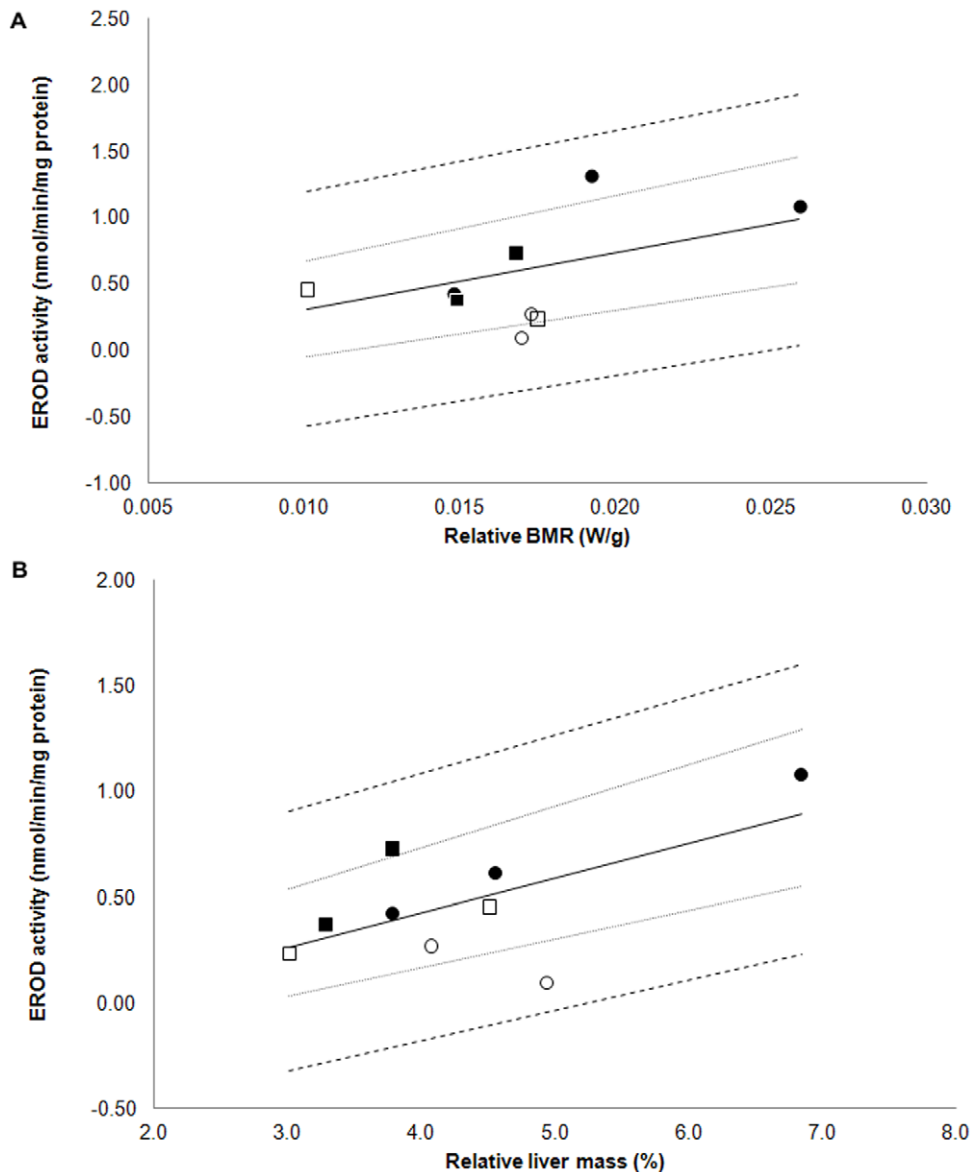 A
EROD activity (nmol/min/mg protein)
2.50
2.00
1.50
1.00
0.50
0.00
-0.50
-1.00
0.005 0.010 0.015 0.020 0.025 0.030
Relative BMR (W/g)
B
EROD activity (nmol/min/mg protein)
2.00
1.50
1.00
0.50
0.00
-0.50
2.0 3.0 4.0 5.0 6.0 7.0 8.0
Relative liver mass (%)